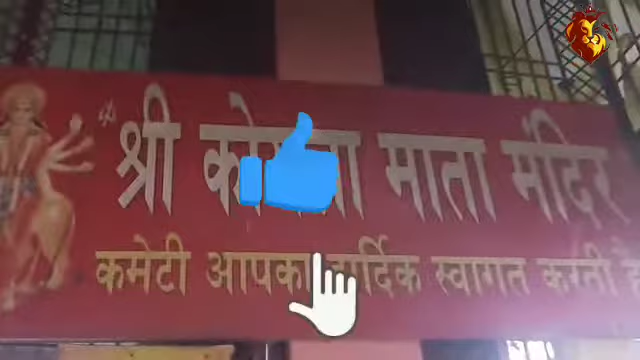 श्री माता मंदिर
कमेटी आपका हार्दिक स्वागत करती